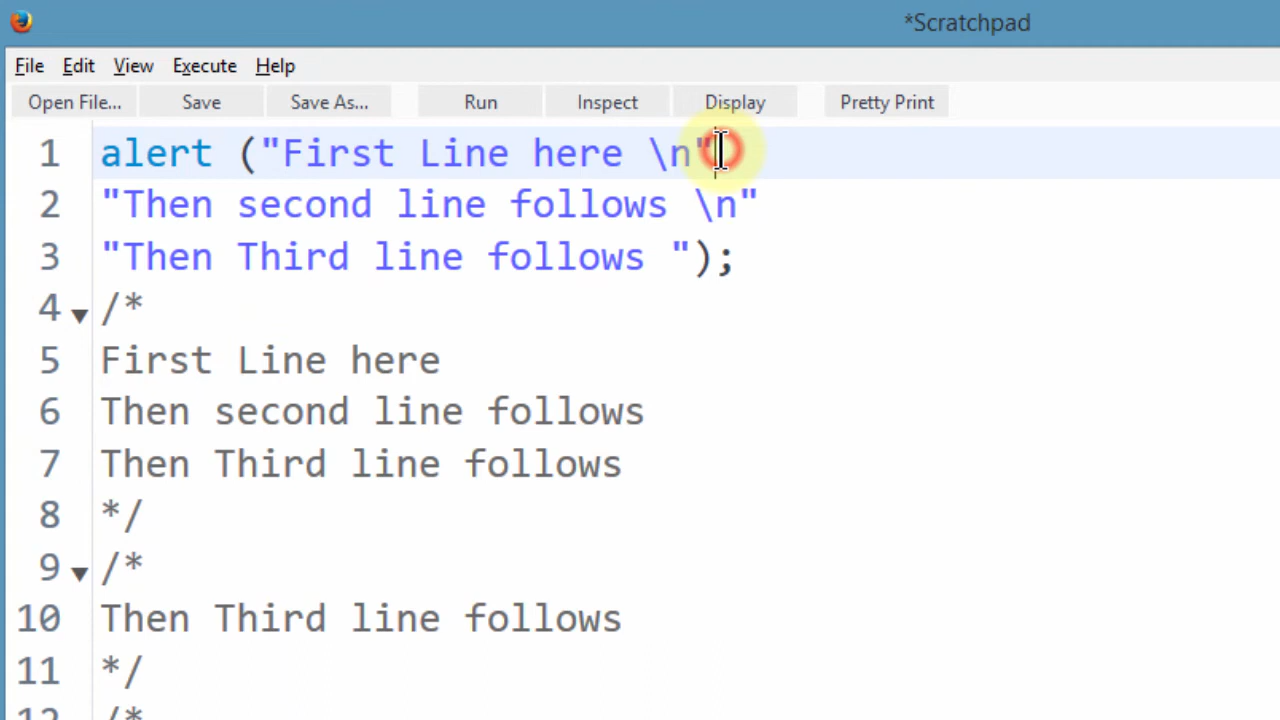 *Scratchpad
File Edit View Execute Help
Open File... Save Save As... Run Inspect Display Pretty Print
1 alert ("First Line here \n"
2 "Then second line follows \n"
3 "Then Third line follows ");
4 /*
5 First Line here
6 Then second line follows
7 Then Third line follows
8 */
9 /*
10 Then Third line follows
11 */
12 /*